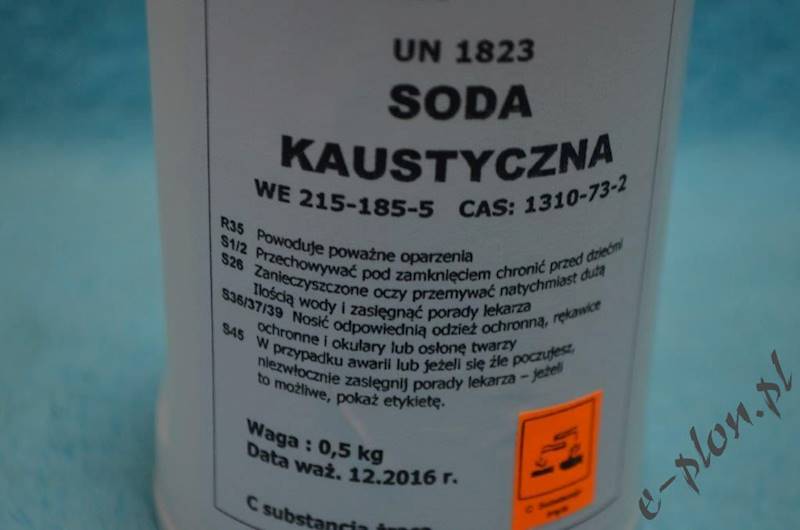 UN 1823
SODA
KAUSTYCZNA
WE 215-185-5 CAS: 1310-73-2
R35 Powoduje poważne oparzenia
S1/2 Przechowywać pod zamknięciem chronić przed dziećmi
S26 Zanieczyszczone oczy przemywać natychmiast dużą
Ilością wody i zasięgnąć porady lekarza
S36/37/39 Nosić odpowiednią odzież ochronną, rękawice
ochronne i okulary lub osłonę twarzy
S45 W przypadku awarii lub jeżeli się źle poczujesz,
niezwłocznie zasięgnij porady lekarza – jeżeli
to możliwe, pokaż etykietę.
Waga : 0,5 kg
Data waż. 12.2016 r.
C substancja żrąca
C
e-plon.pl